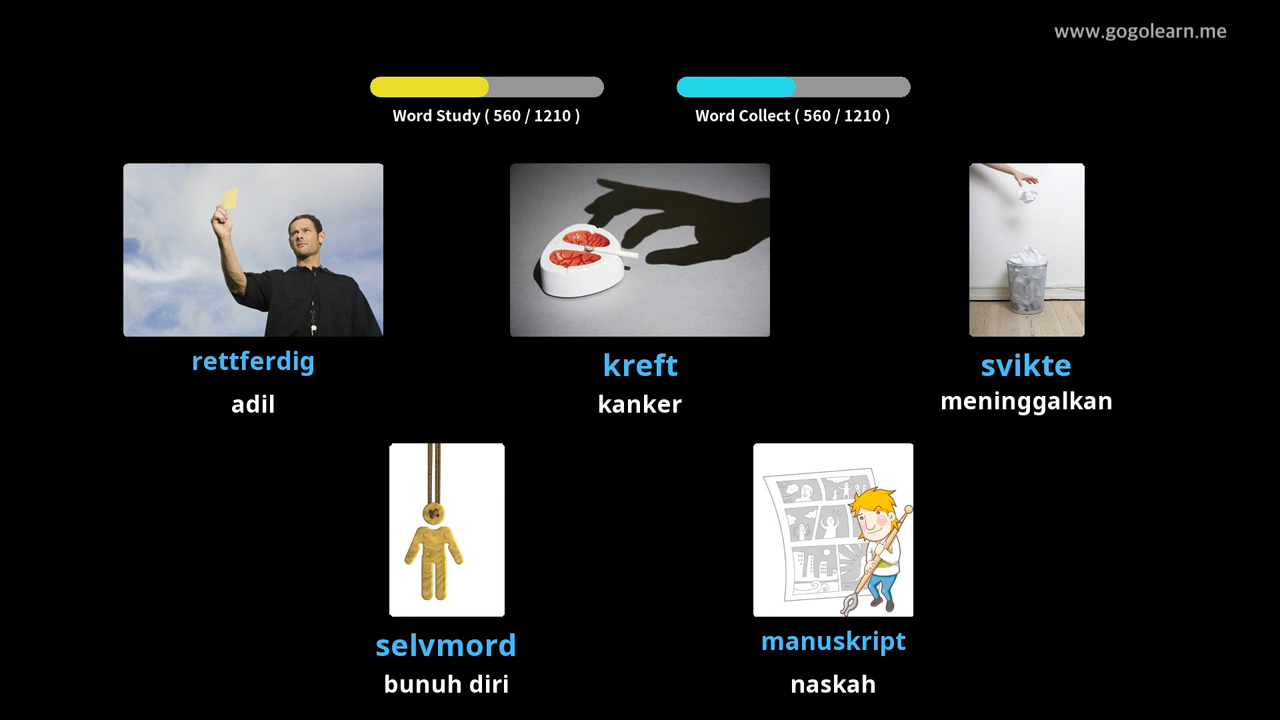 www.gogolearn.me
Word Study ( 560 / 1210 )
Word Collect ( 560 / 1210 )
rettferdig
adil
kreft
kanker
svikte
meninggalkan
selvmord
bunuh diri
manuskript
naskah